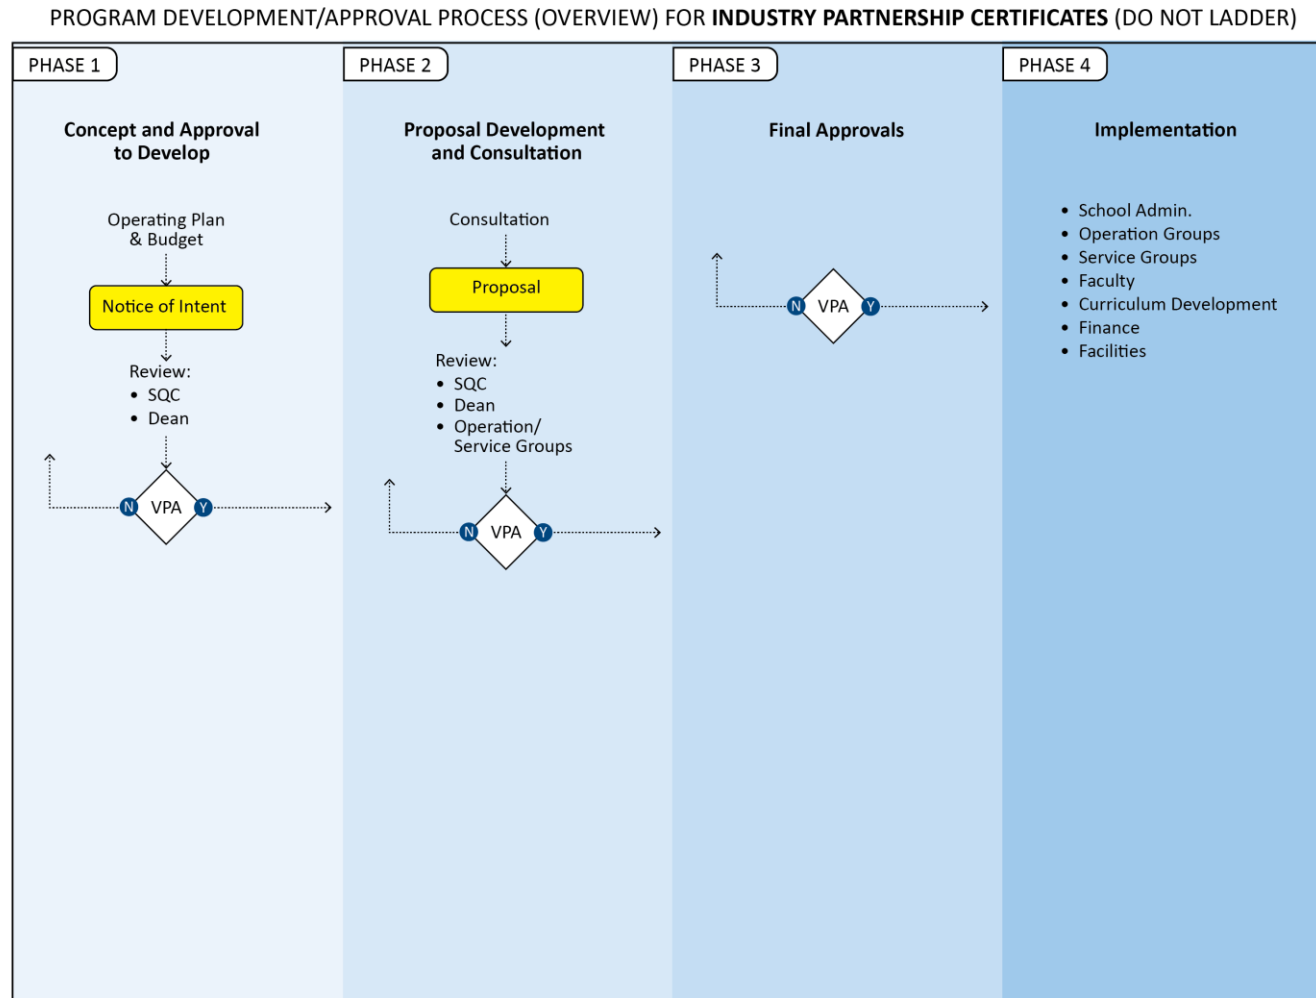 PROGRAM DEVELOPMENT/APPROVAL PROCESS (OVERVIEW) FOR INDUSTRY PARTNERSHIP CERTIFICATES (DO NOT LADDER)
PHASE 1
Concept and Approval
to Develop
Operating Plan
& Budget
Notice of Intent
Review:
• SQC
• Dean
N VPA Y
PHASE 2
Proposal Development
and Consultation
Consultation
Proposal
Review:
• SQC
• Dean
• Operation/
Service Groups
N VPA Y
PHASE 3
Final Approvals
N VPA Y
PHASE 4
Implementation
• School Admin.
• Operation Groups
• Service Groups
• Faculty
• Curriculum Development
• Finance
• Facilities